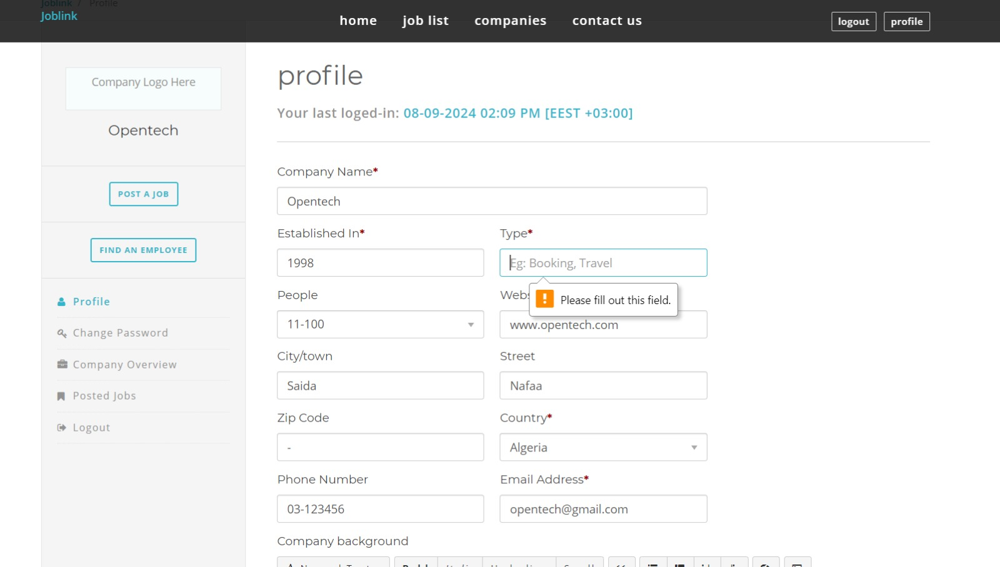 Joblink / Profile
Joblink
home
job list
companies
contact us
logout
profile
Company Logo Here
Opentech
POST A JOB
FIND AN EMPLOYEE
Profile
Change Password
Company Overview
Posted Jobs
Logout
profile
Your last loged-in: 08-09-2024 02:09 PM [EEST +03:00]
Company Name*
Opentech
Established In*
Type*
1998
Eg: Booking, Travel
Please fill out this field.
People
11-100
www.opentech.com
City/town
Street
Saida
Nafaa
Zip Code
Country*
-
Algeria
Phone Number
Email Address*
03-123456
opentech@gmail.com
Company background